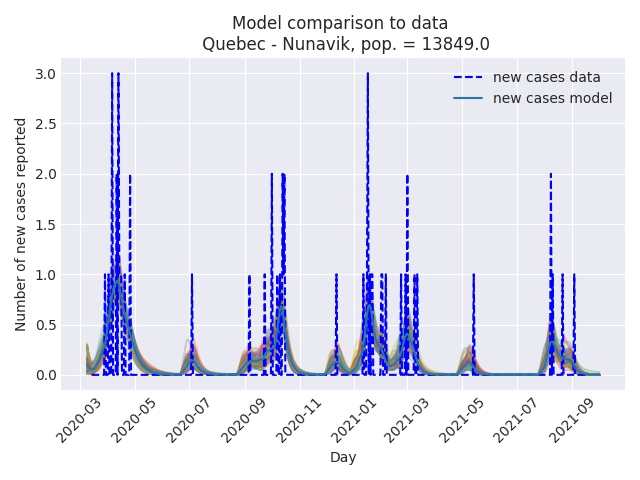 Model comparison to data
Quebec - Nunavik, pop. = 13849.0
new cases data
new cases model
Number of new cases reported
3.0
2.5
2.0
1.5
1.0
0.5
0.0
2020-03
2020-05
2020-07
2020-09
2020-11
2021-01
2021-03
2021-05
2021-07
2021-09
Day